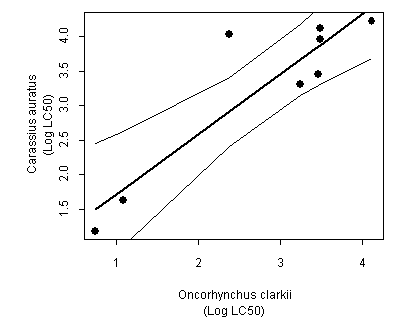 Carassius auratus
(Log LC50)
4.0
3.5
3.0
2.5
2.0
1.5
1 2 3 4
Oncorhynchus clarkii
(Log LC50)